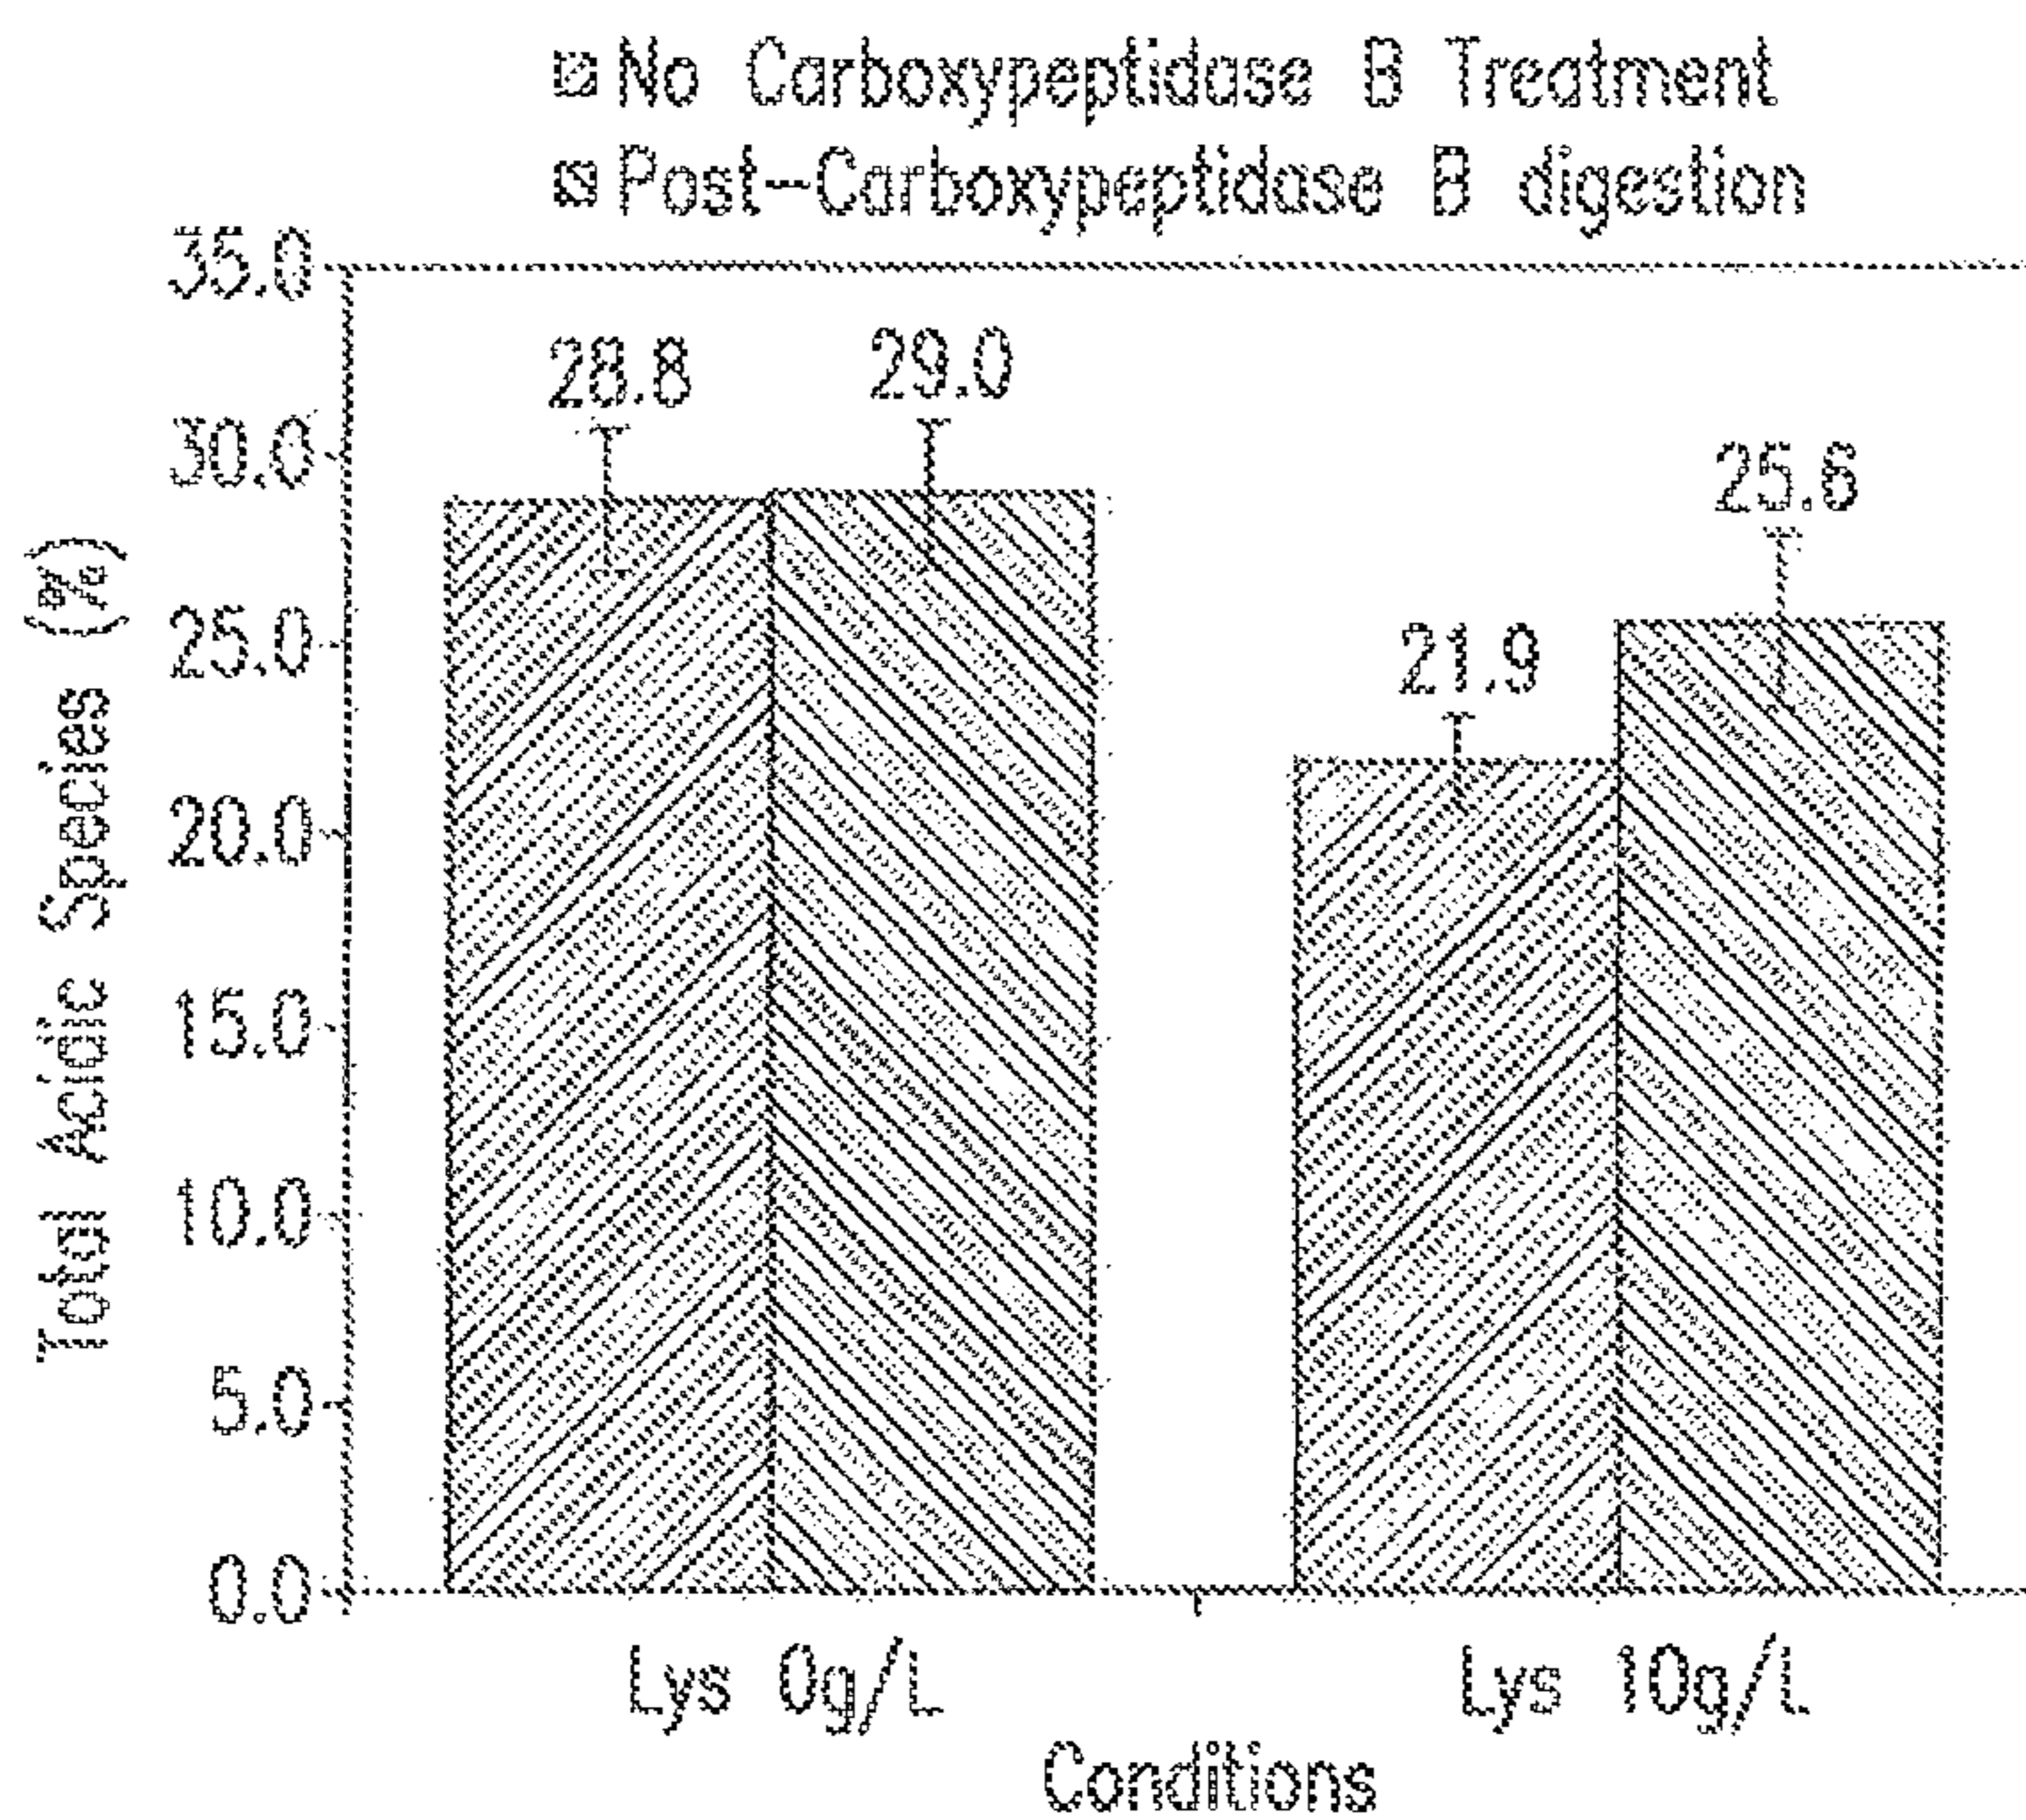 No Carboxypeptidase B Treatment
Post-Carboxypeptidase B digestion
35.0
30.0
25.0
20.0
15.0
10.0
5.0
0.0
Total Acidic Species (%)
28.8
29.0
21.9
25.6
Lys 0g/L
Lys 10g/L
Conditions